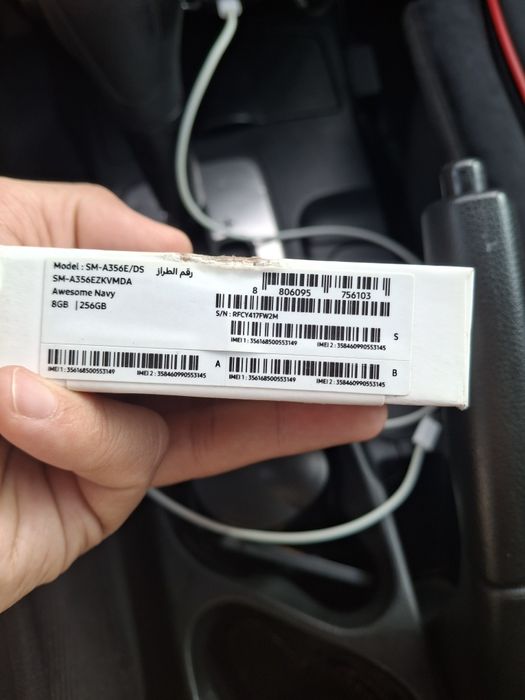 Model : SM-A356E/DS رقم الطراز
SM-A356EZKVMDA
Awesome Navy
8GB | 256GB
8 806095 756103
S/N : RFCY417FW2M
S
IMEI 1 : 356168500553149 IMEI 2 : 358460990553145
A
IMEI 1 : 356168500553149 IMEI 2 : 358460990553145
B
IMEI 1 : 356168500553149 IMEI 2 : 358460990553145